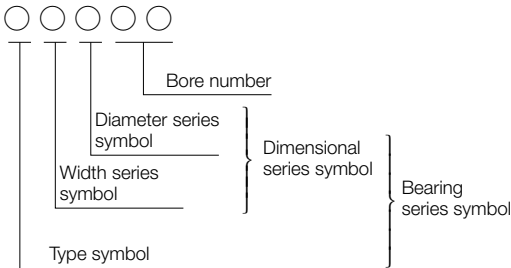 Bore number
Diameter series
symbol
Dimensional
series symbol
Width series
symbol
Bearing
series symbol
Type symbol